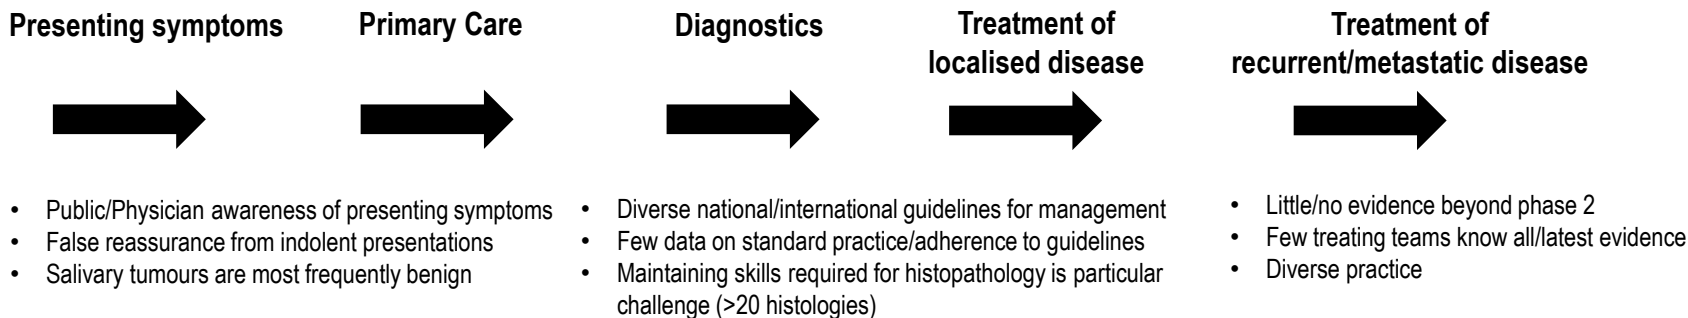 Presenting symptoms
Primary Care
Diagnostics
Treatment of
localised disease
Treatment of
recurrent/metastatic disease
• Public/Physician awareness of presenting symptoms
• False reassurance from indolent presentations
• Salivary tumours are most frequently benign
• Diverse national/international guidelines for management
• Few data on standard practice/adherence to guidelines
• Maintaining skills required for histopathology is particular
challenge (>20 histologies)
• Little/no evidence beyond phase 2
• Few treating teams know all/latest evidence
• Diverse practice